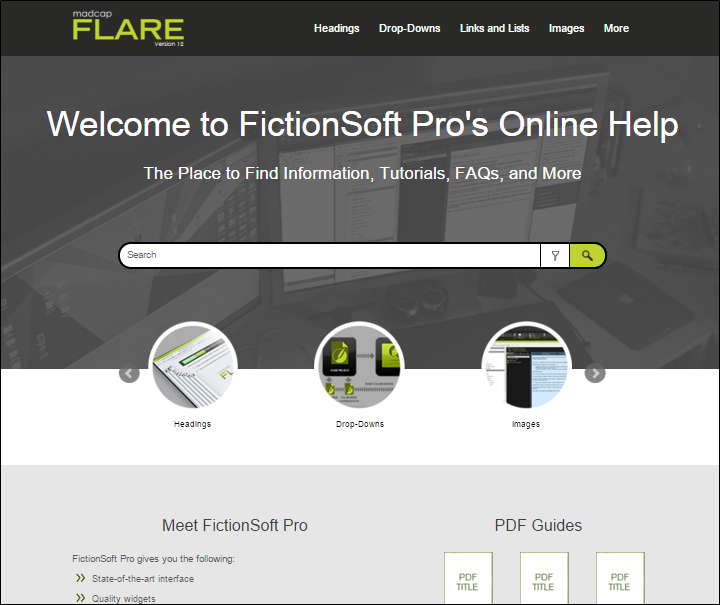 madcap
FLARE
Version 12
Headings Drop-Downs Links and Lists Images More
Welcome to FictionSoft Pro's Online Help
The Place to Find Information, Tutorials, FAQs, and More
Search
FLARE
Headings Drop-Downs Images
Meet FictionSoft Pro PDF Guides
FictionSoft Pro gives you the following:
State-of-the-art interface
Quality widgets
PDF TITLE
PDF TITLE
PDF TITLE